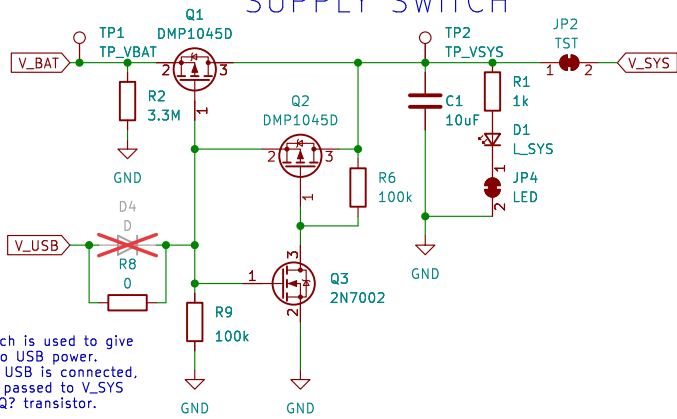 SUPPLY SWITCH
Q1
DMP1045D
TP1
TP_VBAT
V_BAT
2
3
1
R2
3.3M
GND
Q2
DMP1045D
2
3
1
TP2
TP_VSYS
C1
10uF
R1
1k
D1
L_SYS
1
JP4
LED
2
JP2
TST
1
2
V_SYS
R6
100k
GND
D4
D
V_USB
R8
0
1
3
Q3
2N7002
2
R9
100k
GND
GND
ch is used to give
o USB power.
USB is connected,
passed to V_SYS
Q? transistor.